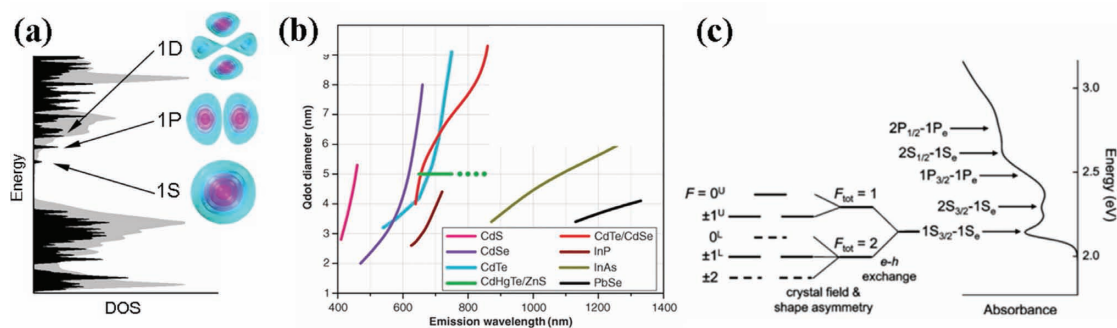 (a)
1D
1P
1S
Energy
DOS
(b)
Qdot diameter (nm)
9
8
7
6
5
4
3
2
1
400 600 800 1000 1200 1400
Emission wavelength (nm)
CdS CdTe/CdSe
CdSe InP
CdTe InAs
CdHgTe/ZnS PbSe
(c)
2P1/2-1Pe
2S1/2-1Se
1P3/2-1Pe
2S3/2-1Se
1S3/2-1Se
F = 0U
±1U
0L
±1L
±2
Ftot = 1
Ftot = 2
e-h
exchange
crystal field &
shape asymmetry
3.0
2.5
2.0
Energy (eV)
Absorbance